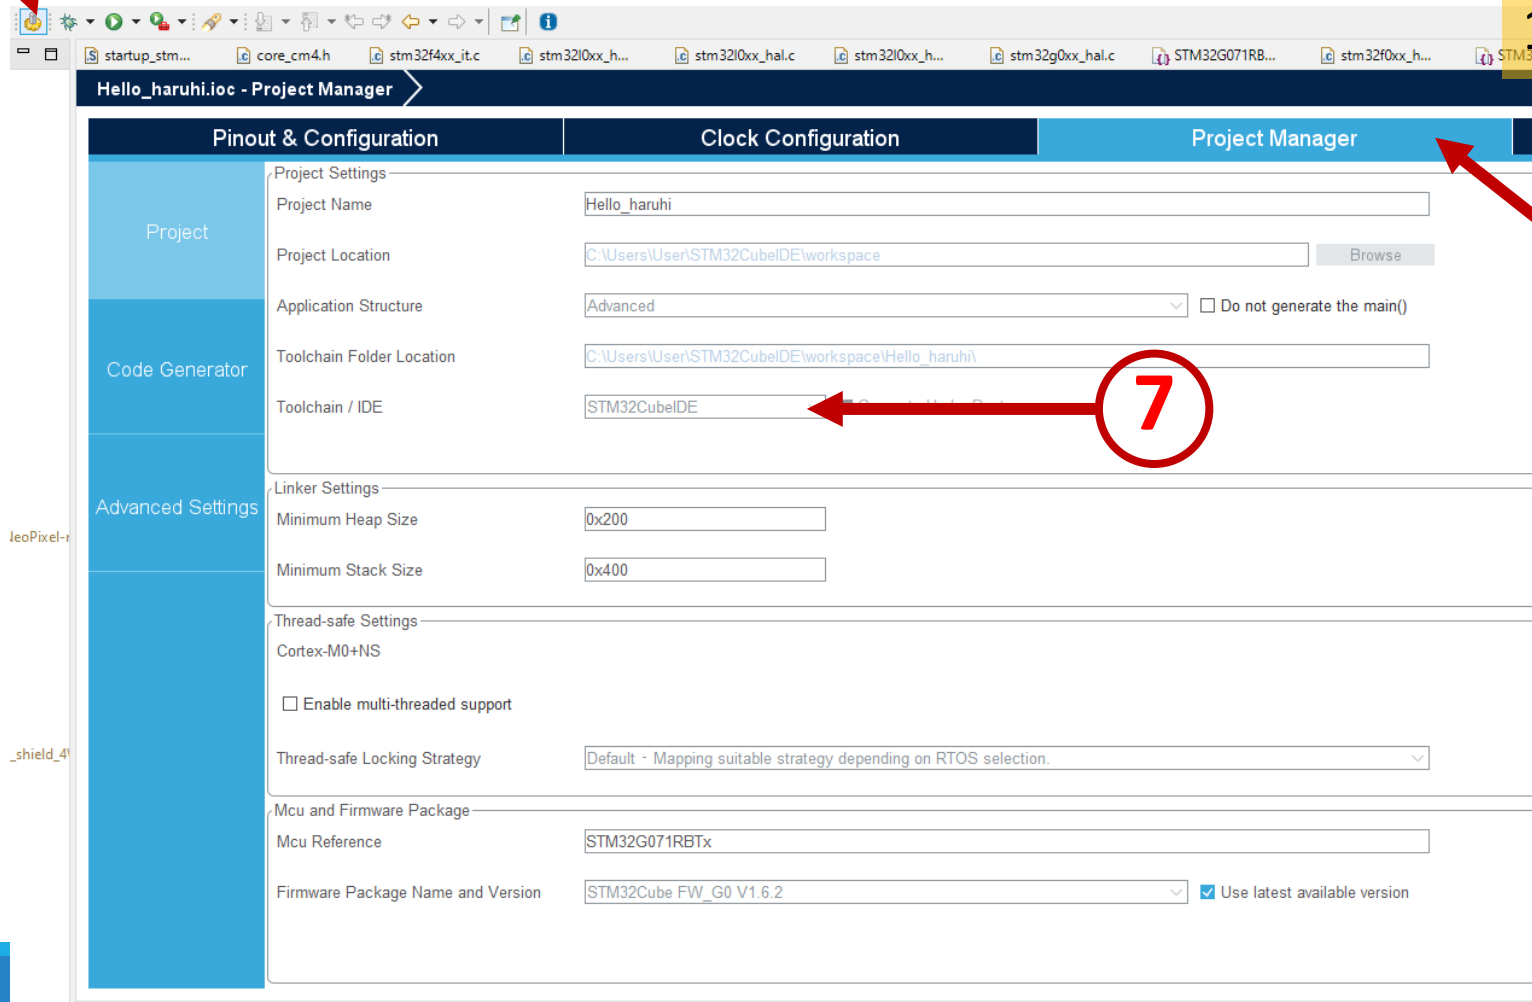 startup_stm... core_cm4.h stm32f4xx_it.c stm32l0xx_h... stm32l0xx_hal.c stm32l0xx_h... stm32g0xx_hal.c STM32G071RB... stm32f0xx_h... STM3
Hello_haruhi.ioc - Project Manager
Pinout & Configuration Clock Configuration Project Manager
Project
Code Generator
Advanced Settings
Project Settings
Project Name Hello_haruhi
Project Location C:\Users\User\STM32CubeIDE\workspace Browse
Application Structure Advanced Do not generate the main()
Toolchain Folder Location C:\Users\User\STM32CubeIDE\workspace\Hello_haruhi\
Toolchain / IDE STM32CubeIDE
7
Linker Settings
Minimum Heap Size 0x200
Minimum Stack Size 0x400
Thread-safe Settings
Cortex-M0+NS
Enable multi-threaded support
Thread-safe Locking Strategy Default - Mapping suitable strategy depending on RTOS selection.
Mcu and Firmware Package
Mcu Reference STM32G071RBTx
Firmware Package Name and Version STM32Cube FW_G0 V1.6.2 Use latest available version
NeoPixel-r
_shield_4